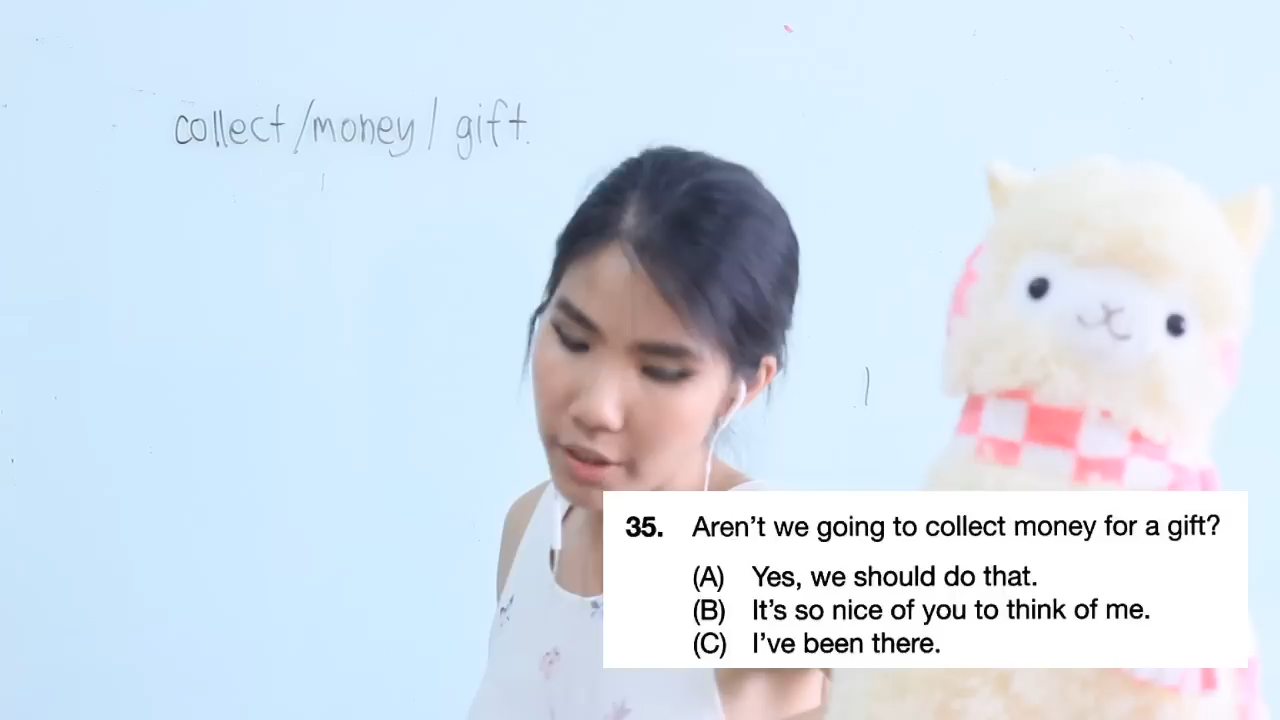 collect / money / gift.
35. Aren't we going to collect money for a gift?
(A) Yes, we should do that.
(B) It's so nice of you to think of me.
(C) I've been there.